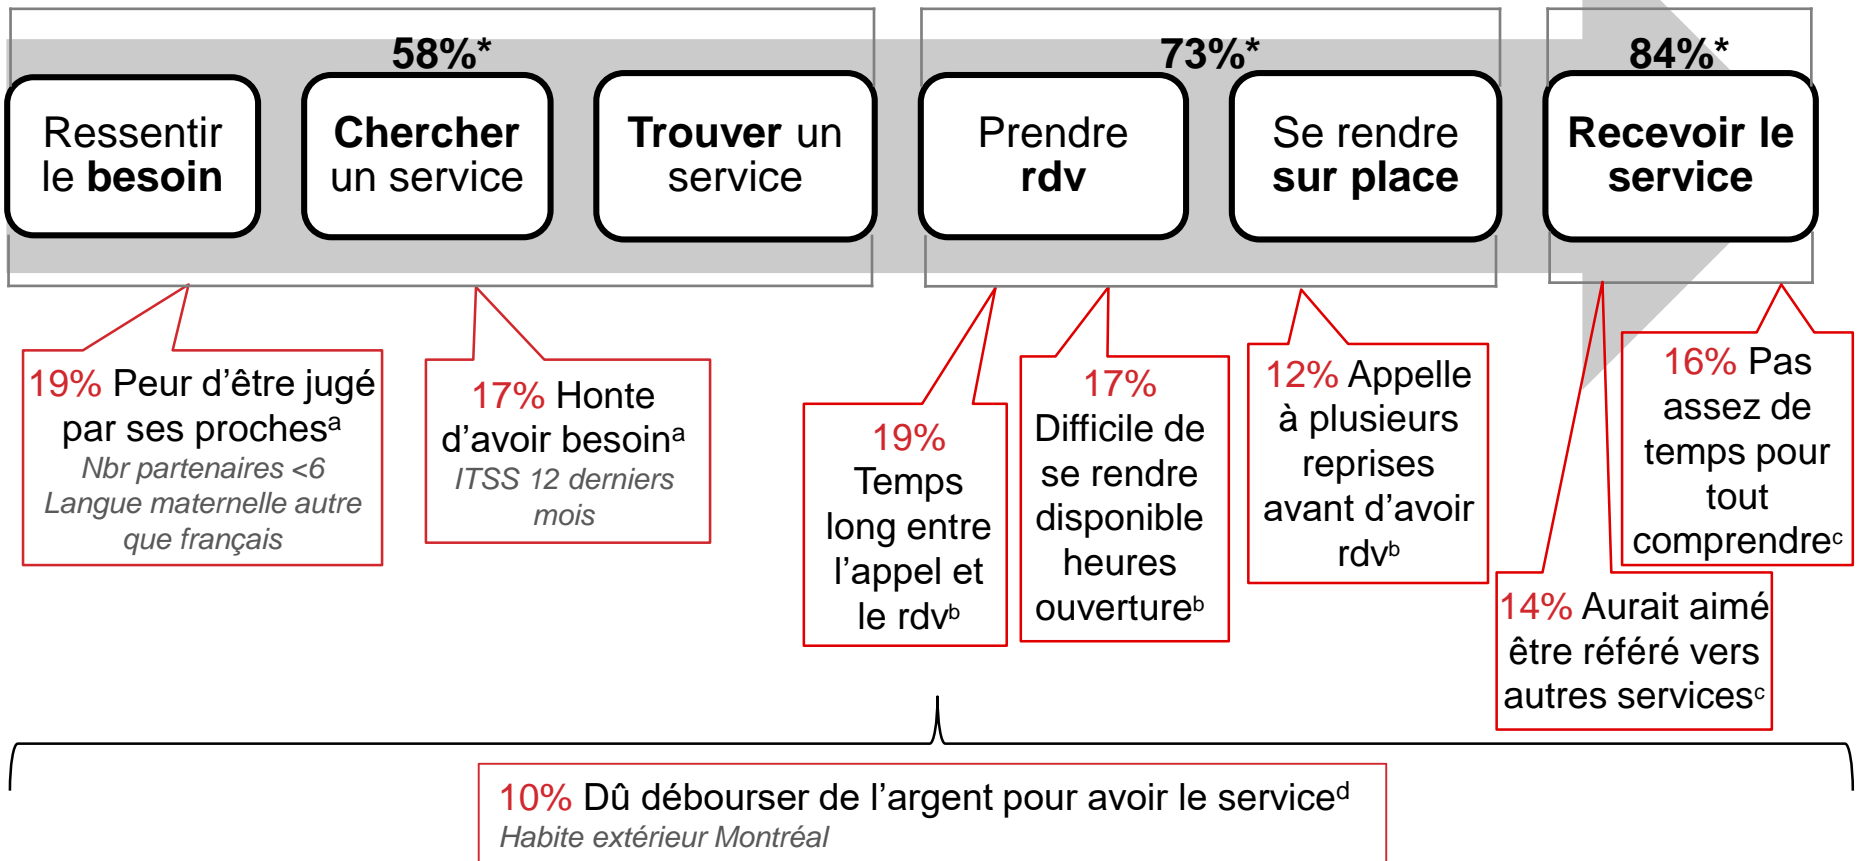 58%*
73%*
84%*
Ressentir
le besoin
Chercher
un service
Trouver un
service
Prendre
rdv
Se rendre
sur place
Recevoir le
service
19% Peur d'être jugé
par ses prochesᵃ
Nbr partenaires <6
Langue maternelle autre
que français
17% Honte
d'avoir besoinᵃ
ITSS 12 derniers
mois
19%
Temps
long entre
l'appel et
le rdvᵇ
17%
Difficile de
se rendre
disponible
heures
ouvertureᵇ
12% Appelle
à plusieurs
reprises
avant d'avoir
rdvᵇ
14% Aurait aimé
être référé vers
autres servicesᶜ
16% Pas
assez de
temps pour
tout
comprendreᶜ
10% Dû débourser de l'argent pour avoir le serviceᵈ
Habite extérieur Montréal